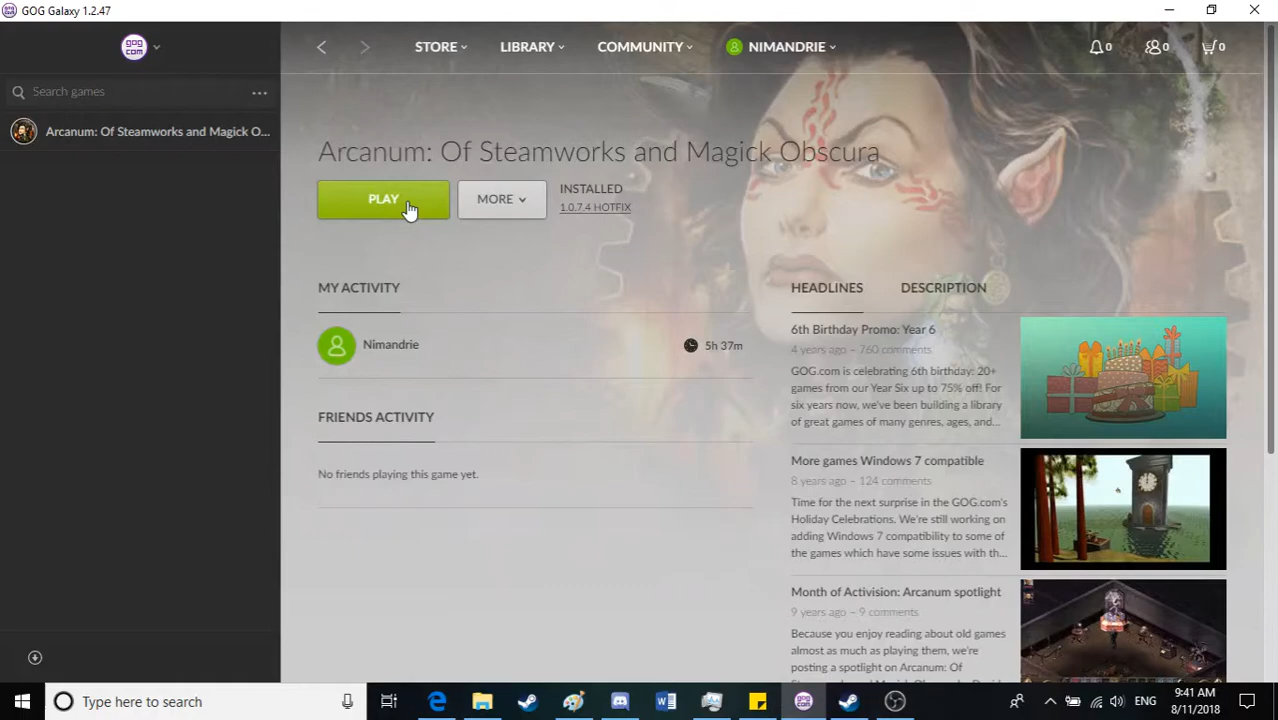 GOG Galaxy 1.2.47
gog
com
STORE
LIBRARY
COMMUNITY
NIMANDRIE
0
0
0
Search games
Arcanum: Of Steamworks and Magick O...
Arcanum: Of Steamworks and Magick Obscura
PLAY
MORE
INSTALLED
1.0.7.4 HOTFIX
MY ACTIVITY
Nimandrie
5h 37m
FRIENDS ACTIVITY
No friends playing this game yet.
HEADLINES
DESCRIPTION
6th Birthday Promo: Year 6
4 years ago – 760 comments
GOG.com is celebrating 6th birthday: 20+
games from our Year Six up to 75% off! For
six years now, we've been building a library
of great games of many genres, ages, and...
More games Windows 7 compatible
8 years ago – 124 comments
Time for the next surprise in the GOG.com's
Holiday Celebrations. We're still working on
adding Windows 7 compatibility to some of
the games which have some issues with th...
Month of Activision: Arcanum spotlight
9 years ago – 9 comments
Because you enjoy reading about old games
almost as much as playing them, we're
posting a spotlight on Arcanum: Of
Type here to search
ENG
9:41 AM
8/11/2018